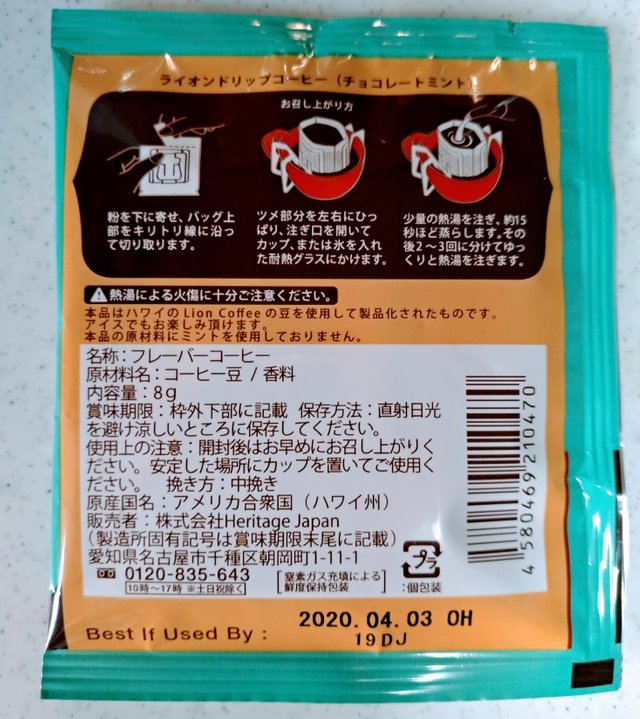 ライオンドリップコーヒー（チョコレートミント）
お召し上がり方
粉を下に寄せ、バッグ上
部をキリトリ線に沿っ
て切り取ります。
ツメ部分を左右にひっ
ぱり、注ぎ口を開いて
カップ、または氷を入れ
た耐熱グラスにかけます。
少量の熱湯を注ぎ、約15
秒ほど蒸らします。その
後2～3回に分けてゆっ
くりと熱湯を注ぎます。
熱湯による火傷に十分ご注意ください。
本品はハワイのLion Coffeeの豆を使用して製品化されたものです。
アイスでもお楽しみ頂けます。
本品の原材料にミントを使用しておりません。
名称：フレーバーコーヒー
原材料名：コーヒー豆 / 香料
内容量：8g
賞味期限：枠外下部に記載 保存方法：直射日光
を避け涼しいところに保存してください。
使用上の注意：開封後はお早めにお召し上がりく
ださい。安定した場所にカップを置いてご使用く
ださい。 挽き方：中挽き
原産国名：アメリカ合衆国（ハワイ州）
販売者：株式会社Heritage Japan
（製造所固有記号は賞味期限末尾に記載）
愛知県名古屋市千種区朝岡町1-11-1
0120-835-643
10時～17時 ※土日祝除く
窒素ガス充填による
鮮度保持包装
プラ
：個包装
4 580469 210470
Best If Used By :
2020.04.03 OH
19DJ